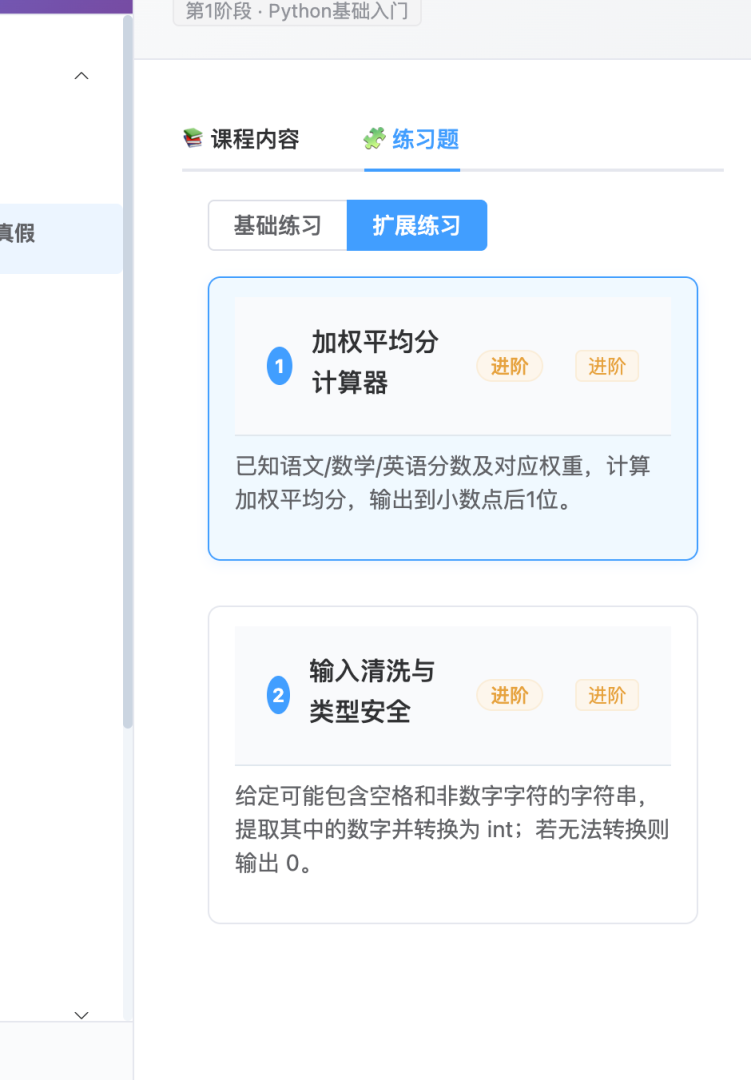 第1阶段 · Python基础入门
真假
📚 课程内容
🧩 练习题
基础练习
扩展练习
1
加权平均分
计算器
进阶
进阶
已知语文/数学/英语分数及对应权重，计算
加权平均分，输出到小数点后1位。
2
输入清洗与
类型安全
进阶
进阶
给定可能包含空格和非数字字符的字符串，
提取其中的数字并转换为 int；若无法转换则
输出 0。